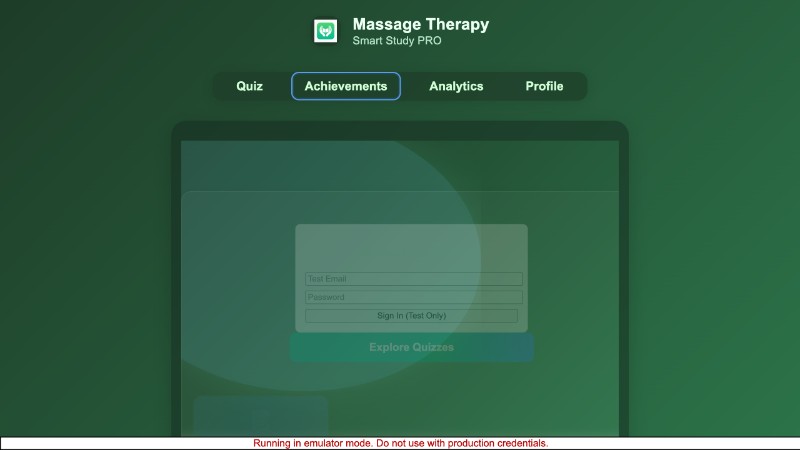 Massage Therapy
Smart Study PRO
Quiz
Achievements
Analytics
Profile
Test Email
Password
Sign In (Test Only)
Explore Quizzes
Running in emulator mode. Do not use with production credentials.